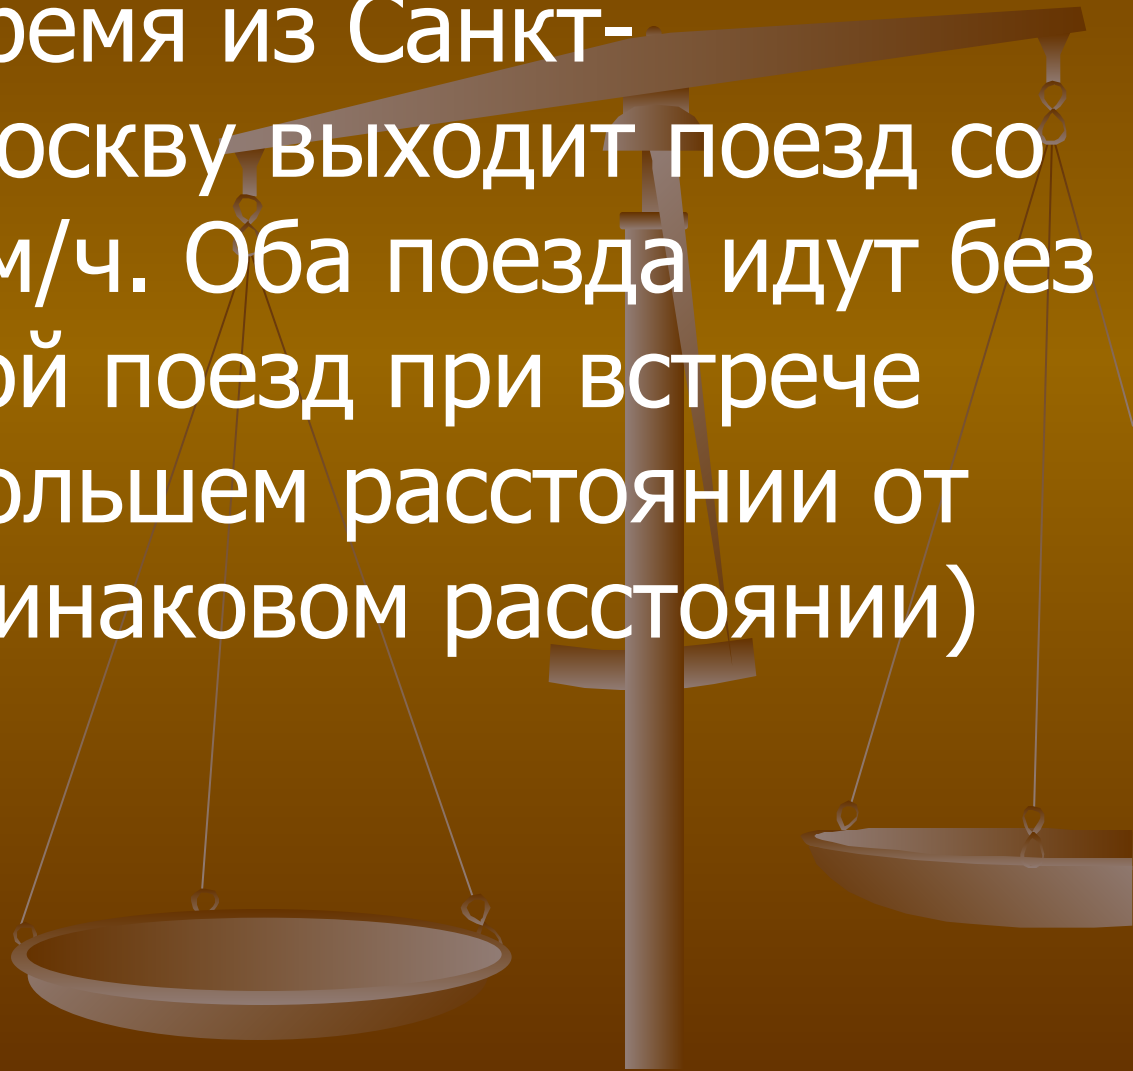 ремя из Санкт-
оскву выходит поезд со
м/ч. Оба поезда идут без
ой поезд при встрече
ольшем расстоянии от
инаковом расстоянии)